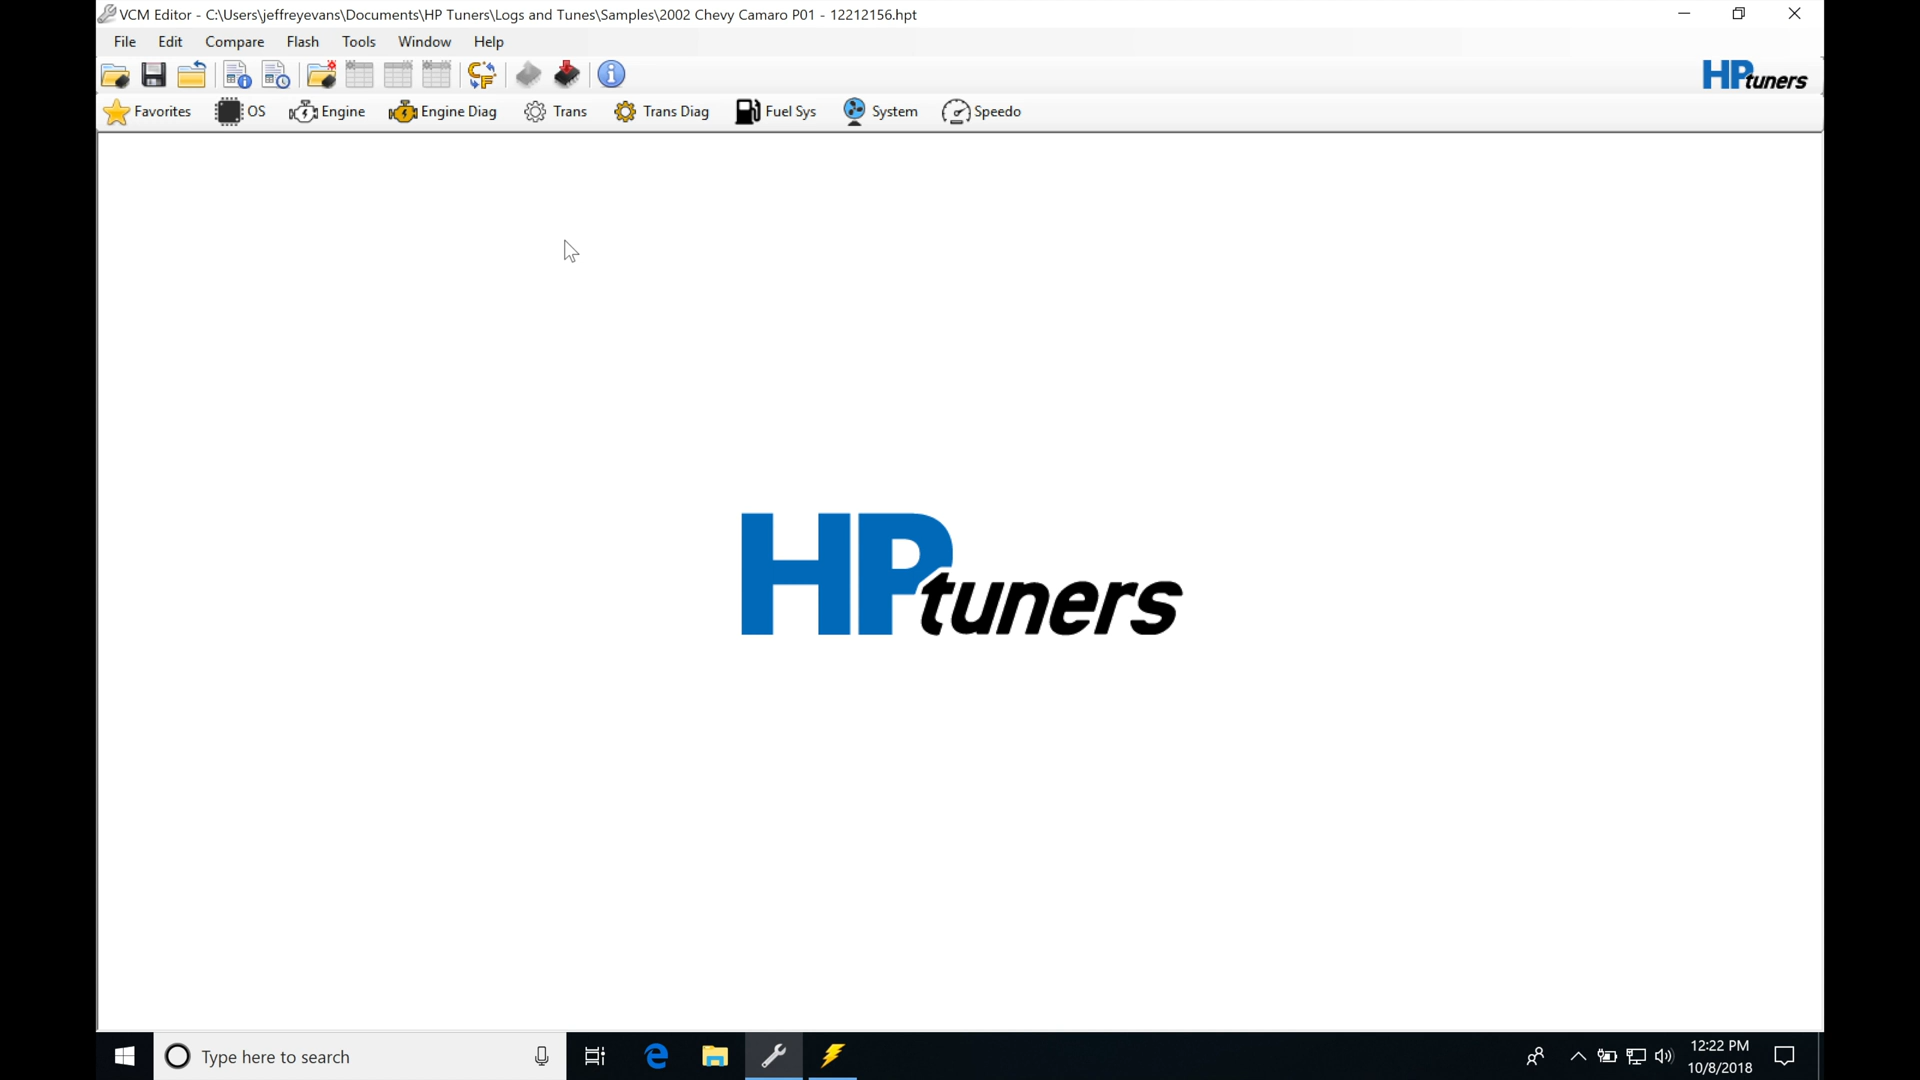 VCM Editor - C:\Users\jeffreyevans\Documents\HP Tuners\Logs and Tunes\Samples\2002 Chevy Camaro P01 - 12212156.hpt
File Edit Compare Flash Tools Window Help
HPtuners
Favorites OS Engine Engine Diag Trans Trans Diag Fuel Sys System Speedo
HPtuners
Type here to search
12:22 PM
10/8/2018